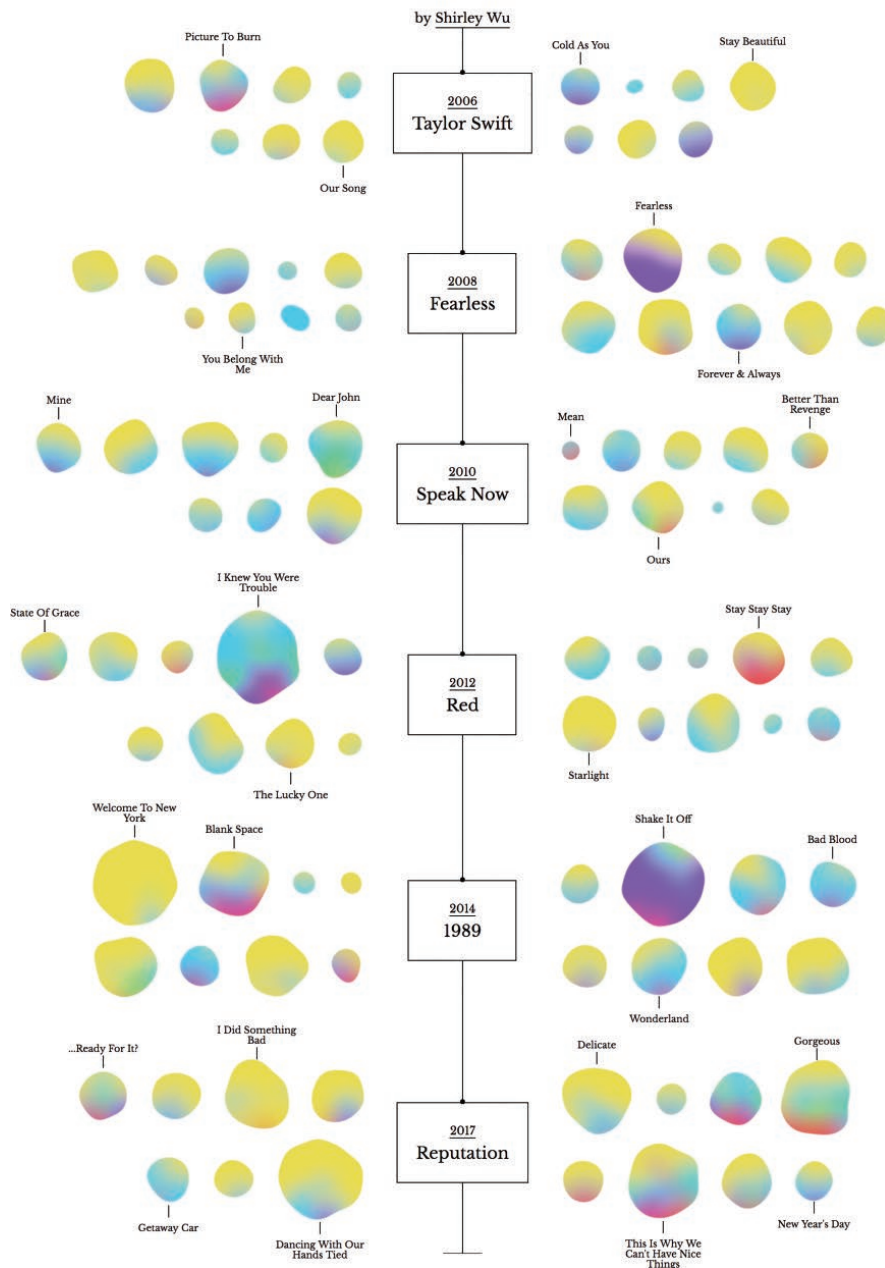 by Shirley Wu
Picture To Burn
Cold As You
Stay Beautiful
2006
Taylor Swift
Our Song
Fearless
2008
Fearless
You Belong With
Me
Forever & Always
Mine
Dear John
Mean
Better Than
Revenge
2010
Speak Now
Ours
State Of Grace
I Knew You Were
Trouble
Stay Stay Stay
2012
Red
The Lucky One
Starlight
Welcome To New
York
Blank Space
Shake It Off
Bad Blood
2014
1989
Wonderland
...Ready For It?
I Did Something
Bad
Delicate
Gorgeous
2017
Reputation
Getaway Car
Dancing With Our
Hands Tied
This Is Why We
Can't Have Nice
Things
New Year's Day